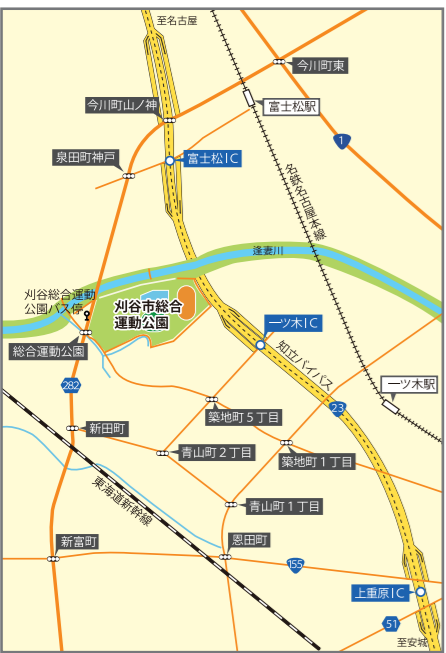 至名古屋
今川町東
今川町山ノ神
富士松駅
1
泉田町神戸
富士松IC
名鉄名古屋本線
逢妻川
刈谷総合運動
公園バス停
刈谷市総合
運動公園
一ツ木IC
総合運動公園
知立バイパス
282
一ツ木駅
23
築地町5丁目
新田町
青山町2丁目
築地町1丁目
東海道新幹線
青山町1丁目
新富町
恩田町
155
上重原IC
51
至安城